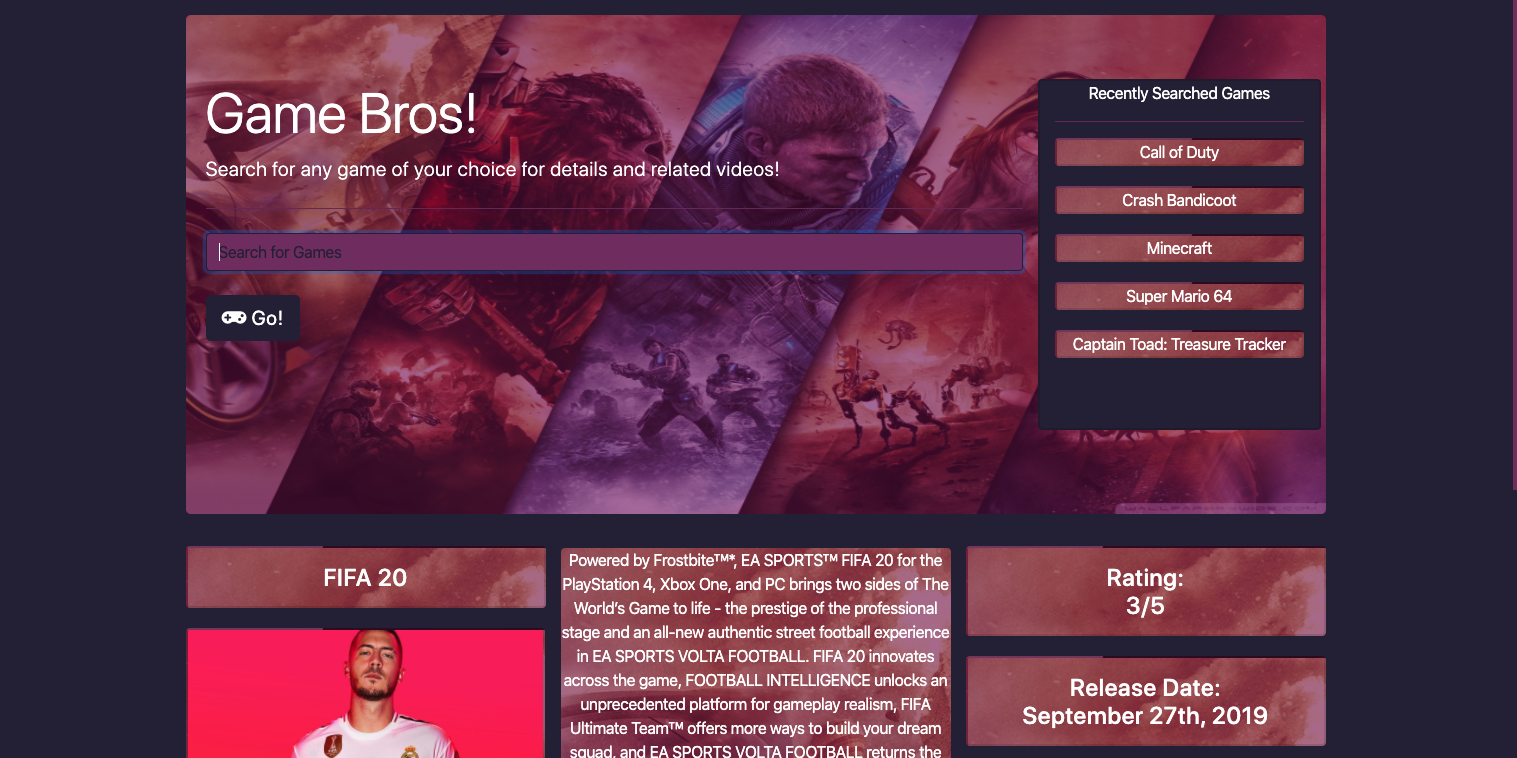 Game Bros!
Search for any game of your choice for details and related videos!
Search for Games
Go!
Recently Searched Games
Call of Duty
Crash Bandicoot
Minecraft
Super Mario 64
Captain Toad: Treasure Tracker
FIFA 20
Powered by Frostbite™*, EA SPORTS™ FIFA 20 for the
PlayStation 4, Xbox One, and PC brings two sides of The
World’s Game to life - the prestige of the professional
stage and an all-new authentic street football experience
in EA SPORTS VOLTA FOOTBALL. FIFA 20 innovates
across the game, FOOTBALL INTELLIGENCE unlocks an
unprecedented platform for gameplay realism, FIFA
Ultimate Team™ offers more ways to build your dream
squad, and EA SPORTS VOLTA FOOTBALL returns the
Rating:
3/5
Release Date:
September 27th, 2019